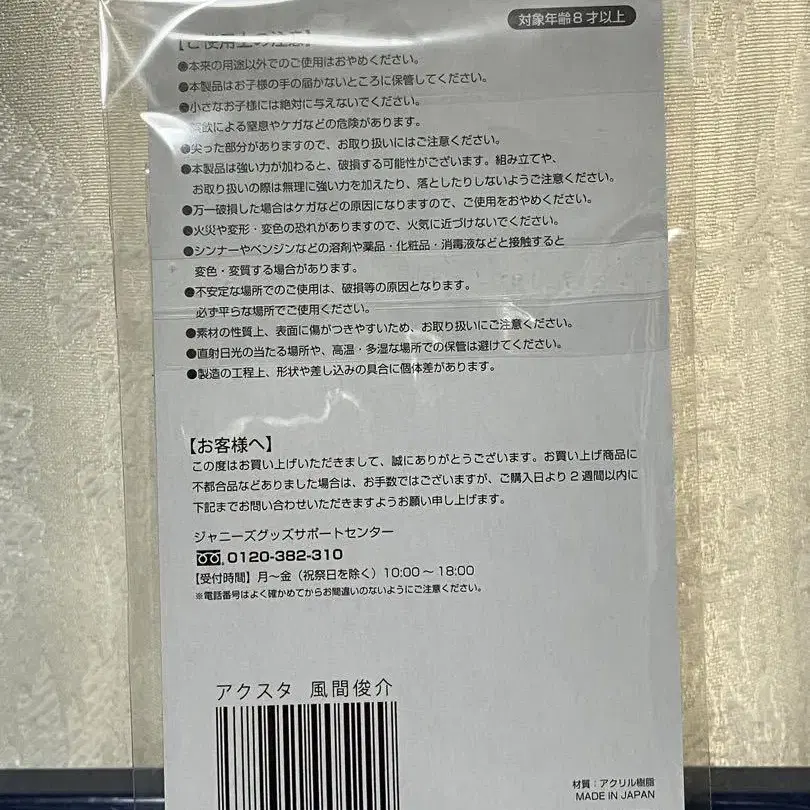 対象年齢8才以上
【ご使用上の注意】
●本来の用途以外でのご使用はおやめください。
●本製品はお子様の手の届かないところに保管してください。
●小さなお子様には絶対に与えないでください。
誤飲による窒息やケガなどの危険があります。
●尖った部分がありますので、お取り扱いにはご注意ください。
●本製品は強い力が加わると、破損する可能性がございます。組み立てや、
お取り扱いの際は無理に強い力を加えたり、落としたりしないようご注意ください。
●万一破損した場合はケガなどの原因になりますので、ご使用をおやめください。
●火災や変形・変色の恐れがありますので、火気に近づけないでください。
●シンナーやベンジンなどの溶剤や薬品・化粧品・消毒液などと接触すると
変色・変質する場合があります。
●不安定な場所でのご使用は、破損等の原因となります。
必ず平らな場所でご使用ください。
●素材の性質上、表面に傷がつきやすいため、お取り扱いにご注意ください。
●直射日光の当たる場所や、高温・多湿な場所での保管は避けてください。
●製造の工程上、形状や差し込みの具合に個体差があります。
【お客様へ】
この度はお買い上げいただきまして、誠にありがとうございます。お買い上げ商品に
不都合品などありました場合は、お手数ではございますが、ご購入日より2週間以内に
下記までお問い合わせいただきますようお願い申し上げます。
ジャニーズグッズサポートセンター
0120-382-310
【受付時間】月〜金（祝祭日を除く）10:00〜18:00
※電話番号はよく確かめてからお間違いのないようにご注意ください。
アクスタ 風間俊介
材質：アクリル樹脂
MADE IN JAPAN